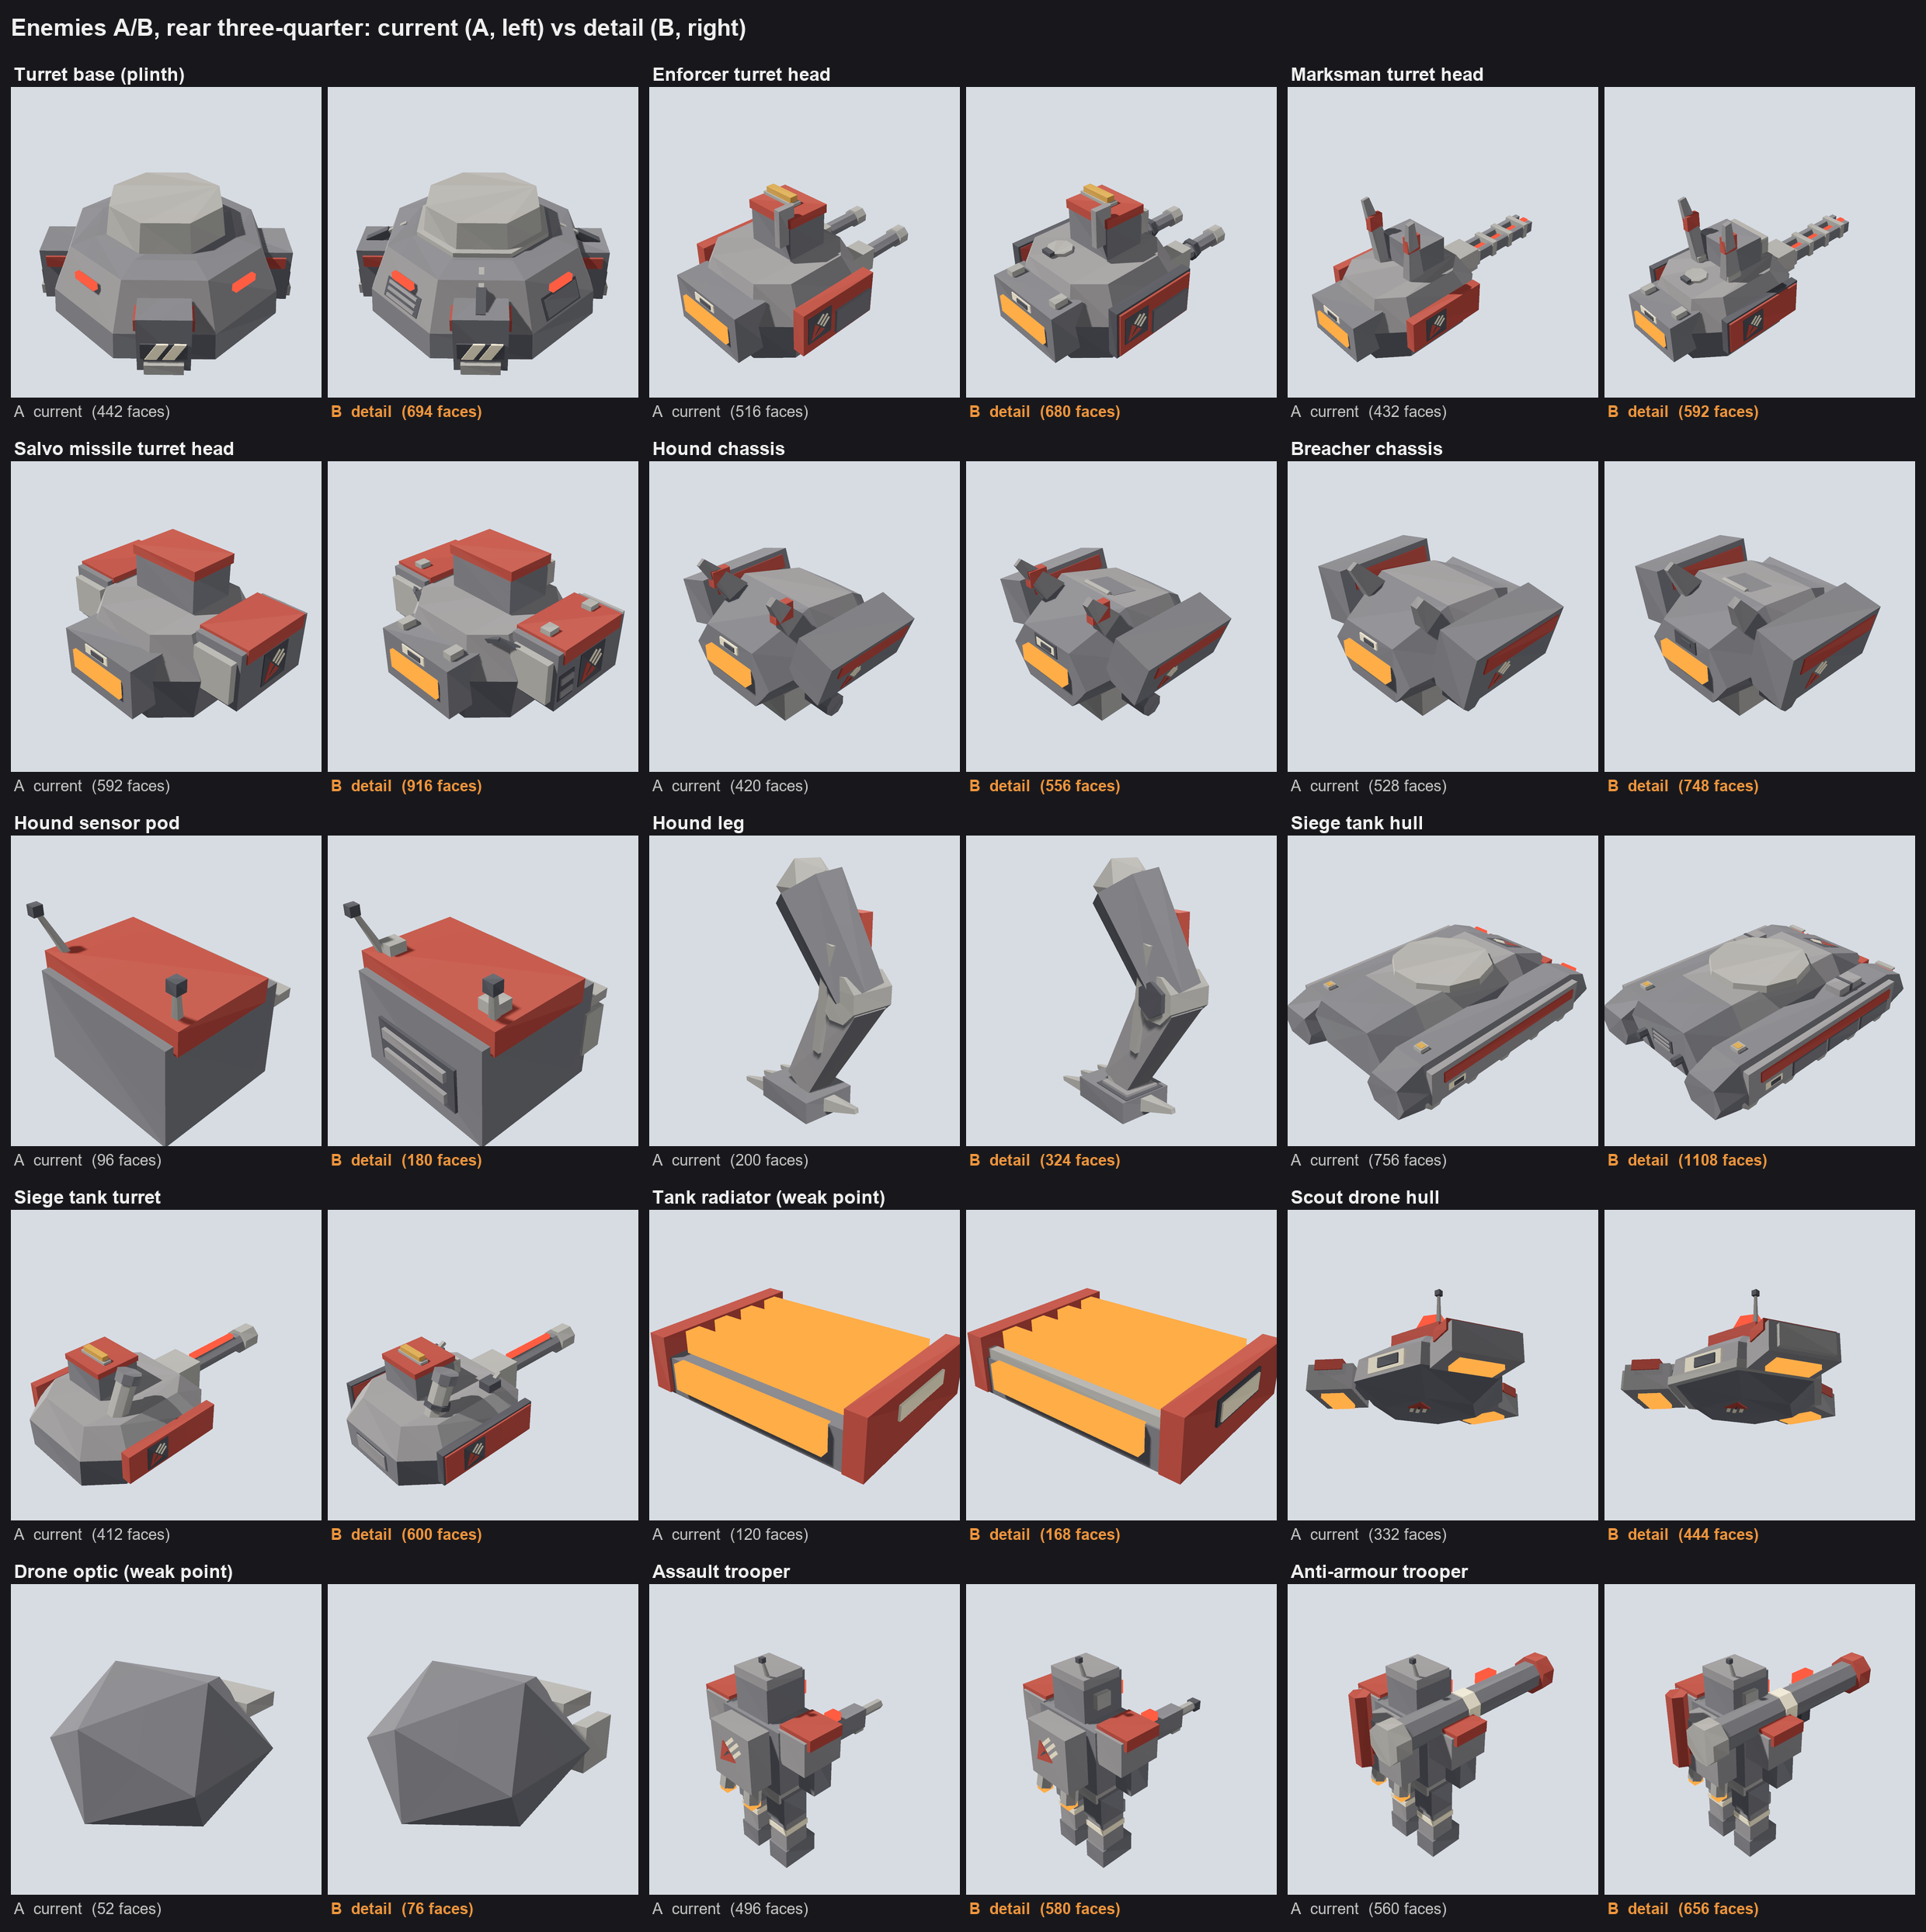 Enemies A/B, rear three-quarter: current (A, left) vs detail (B, right)
Turret base (plinth)
Enforcer turret head
Marksman turret head
A current (442 faces)
B detail (694 faces)
A current (516 faces)
B detail (680 faces)
A current (432 faces)
B detail (592 faces)
Salvo missile turret head
Hound chassis
Breacher chassis
A current (592 faces)
B detail (916 faces)
A current (420 faces)
B detail (556 faces)
A current (528 faces)
B detail (748 faces)
Hound sensor pod
Hound leg
Siege tank hull
A current (96 faces)
B detail (180 faces)
A current (200 faces)
B detail (324 faces)
A current (756 faces)
B detail (1108 faces)
Siege tank turret
Tank radiator (weak point)
Scout drone hull
A current (412 faces)
B detail (600 faces)
A current (120 faces)
B detail (168 faces)
A current (332 faces)
B detail (444 faces)
Drone optic (weak point)
Assault trooper
Anti-armour trooper
A current (52 faces)
B detail (76 faces)
A current (496 faces)
B detail (580 faces)
A current (560 faces)
B detail (656 faces)